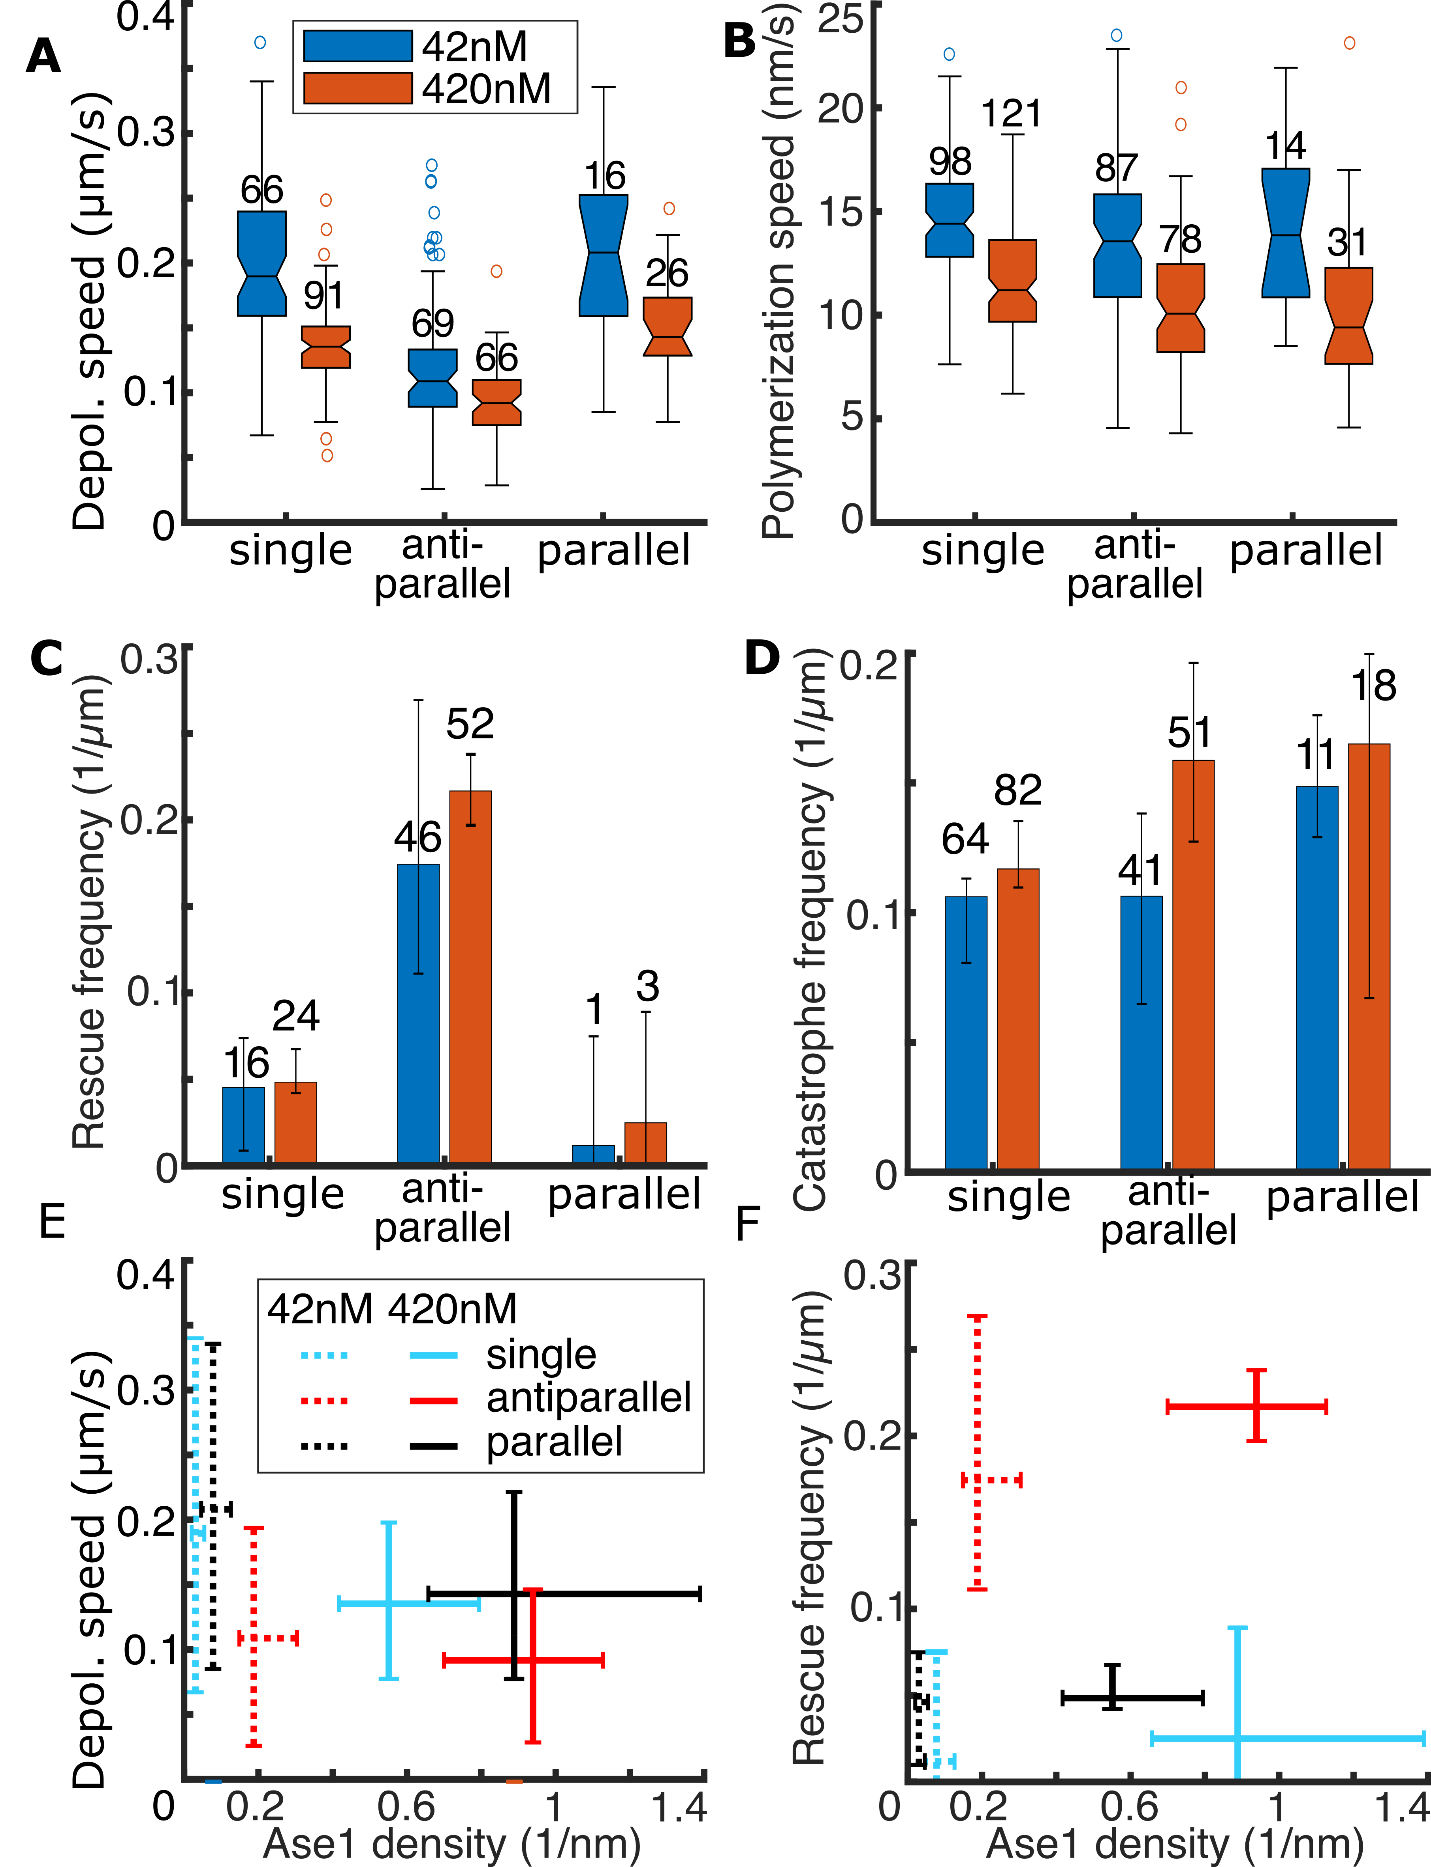 A
Depol. speed (µm/s)
0.4
0.3
0.2
0.1
0
42nM
420nM
66
91
69
66
16
26
single
anti-
parallel
parallel
B
Polymerization speed (nm/s)
25
20
15
10
5
0
98
121
87
78
14
31
single
anti-
parallel
parallel
C
Rescue frequency (1/µm)
0.3
0.2
0.1
0
16
24
46
52
1
3
single
anti-
parallel
parallel
D
Catastrophe frequency (1/µm)
0.2
0.1
0
64
82
41
51
11
18
single
anti-
parallel
parallel
E
Depol. speed (µm/s)
0.4
0.3
0.2
0.1
42nM 420nM
single
antiparallel
parallel
0 0.2 0.6 1 1.4
Ase1 density (1/nm)
F
Rescue frequency (1/µm)
0.3
0.2
0.1
0 0.2 0.6 1 1.4
Ase1 density (1/nm)